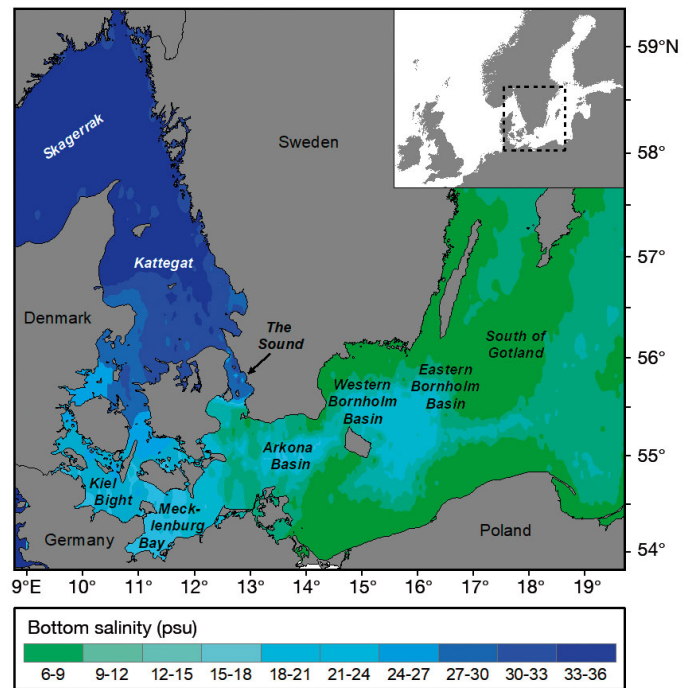 59°N
58°
57°
56°
55°
54°
Skagerrak
Sweden
Kattegat
Denmark
The
Sound
South of
Gotland
Eastern
Bornholm
Basin
Western
Bornholm
Basin
Arkona
Basin
Kiel
Bight
Meck-
lenburg
Bay
Germany
Poland
9°E 10° 11° 12° 13° 14° 15° 16° 17° 18° 19°
Bottom salinity (psu)
6-9 9-12 12-15 15-18 18-21 21-24 24-27 27-30 30-33 33-36